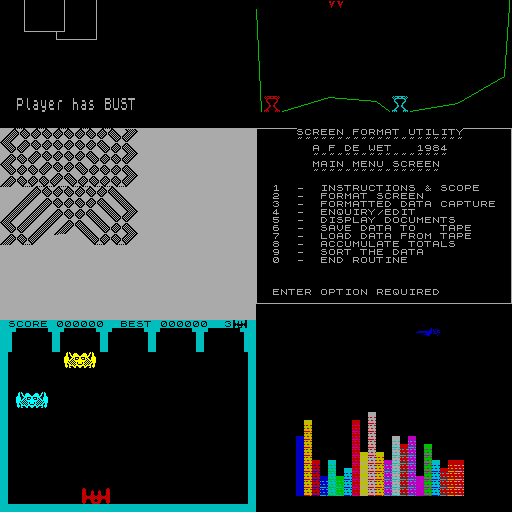 Player has BUST
SCREEN FORMAT UTILITY
A F DE WET 1984
MAIN MENU SCREEN
1 - INSTRUCTIONS & SCOPE
2 - FORMAT SCREEN
3 - FORMATTED DATA CAPTURE
4 - ENQUIRY/EDIT
5 - DISPLAY DOCUMENTS
6 - SAVE DATA TO TAPE
7 - LOAD DATA FROM TAPE
8 - ACCUMULATE TOTALS
9 - SORT THE DATA
0 - END ROUTINE
ENTER OPTION REQUIRED
SCORE 000000 BEST 000000 3